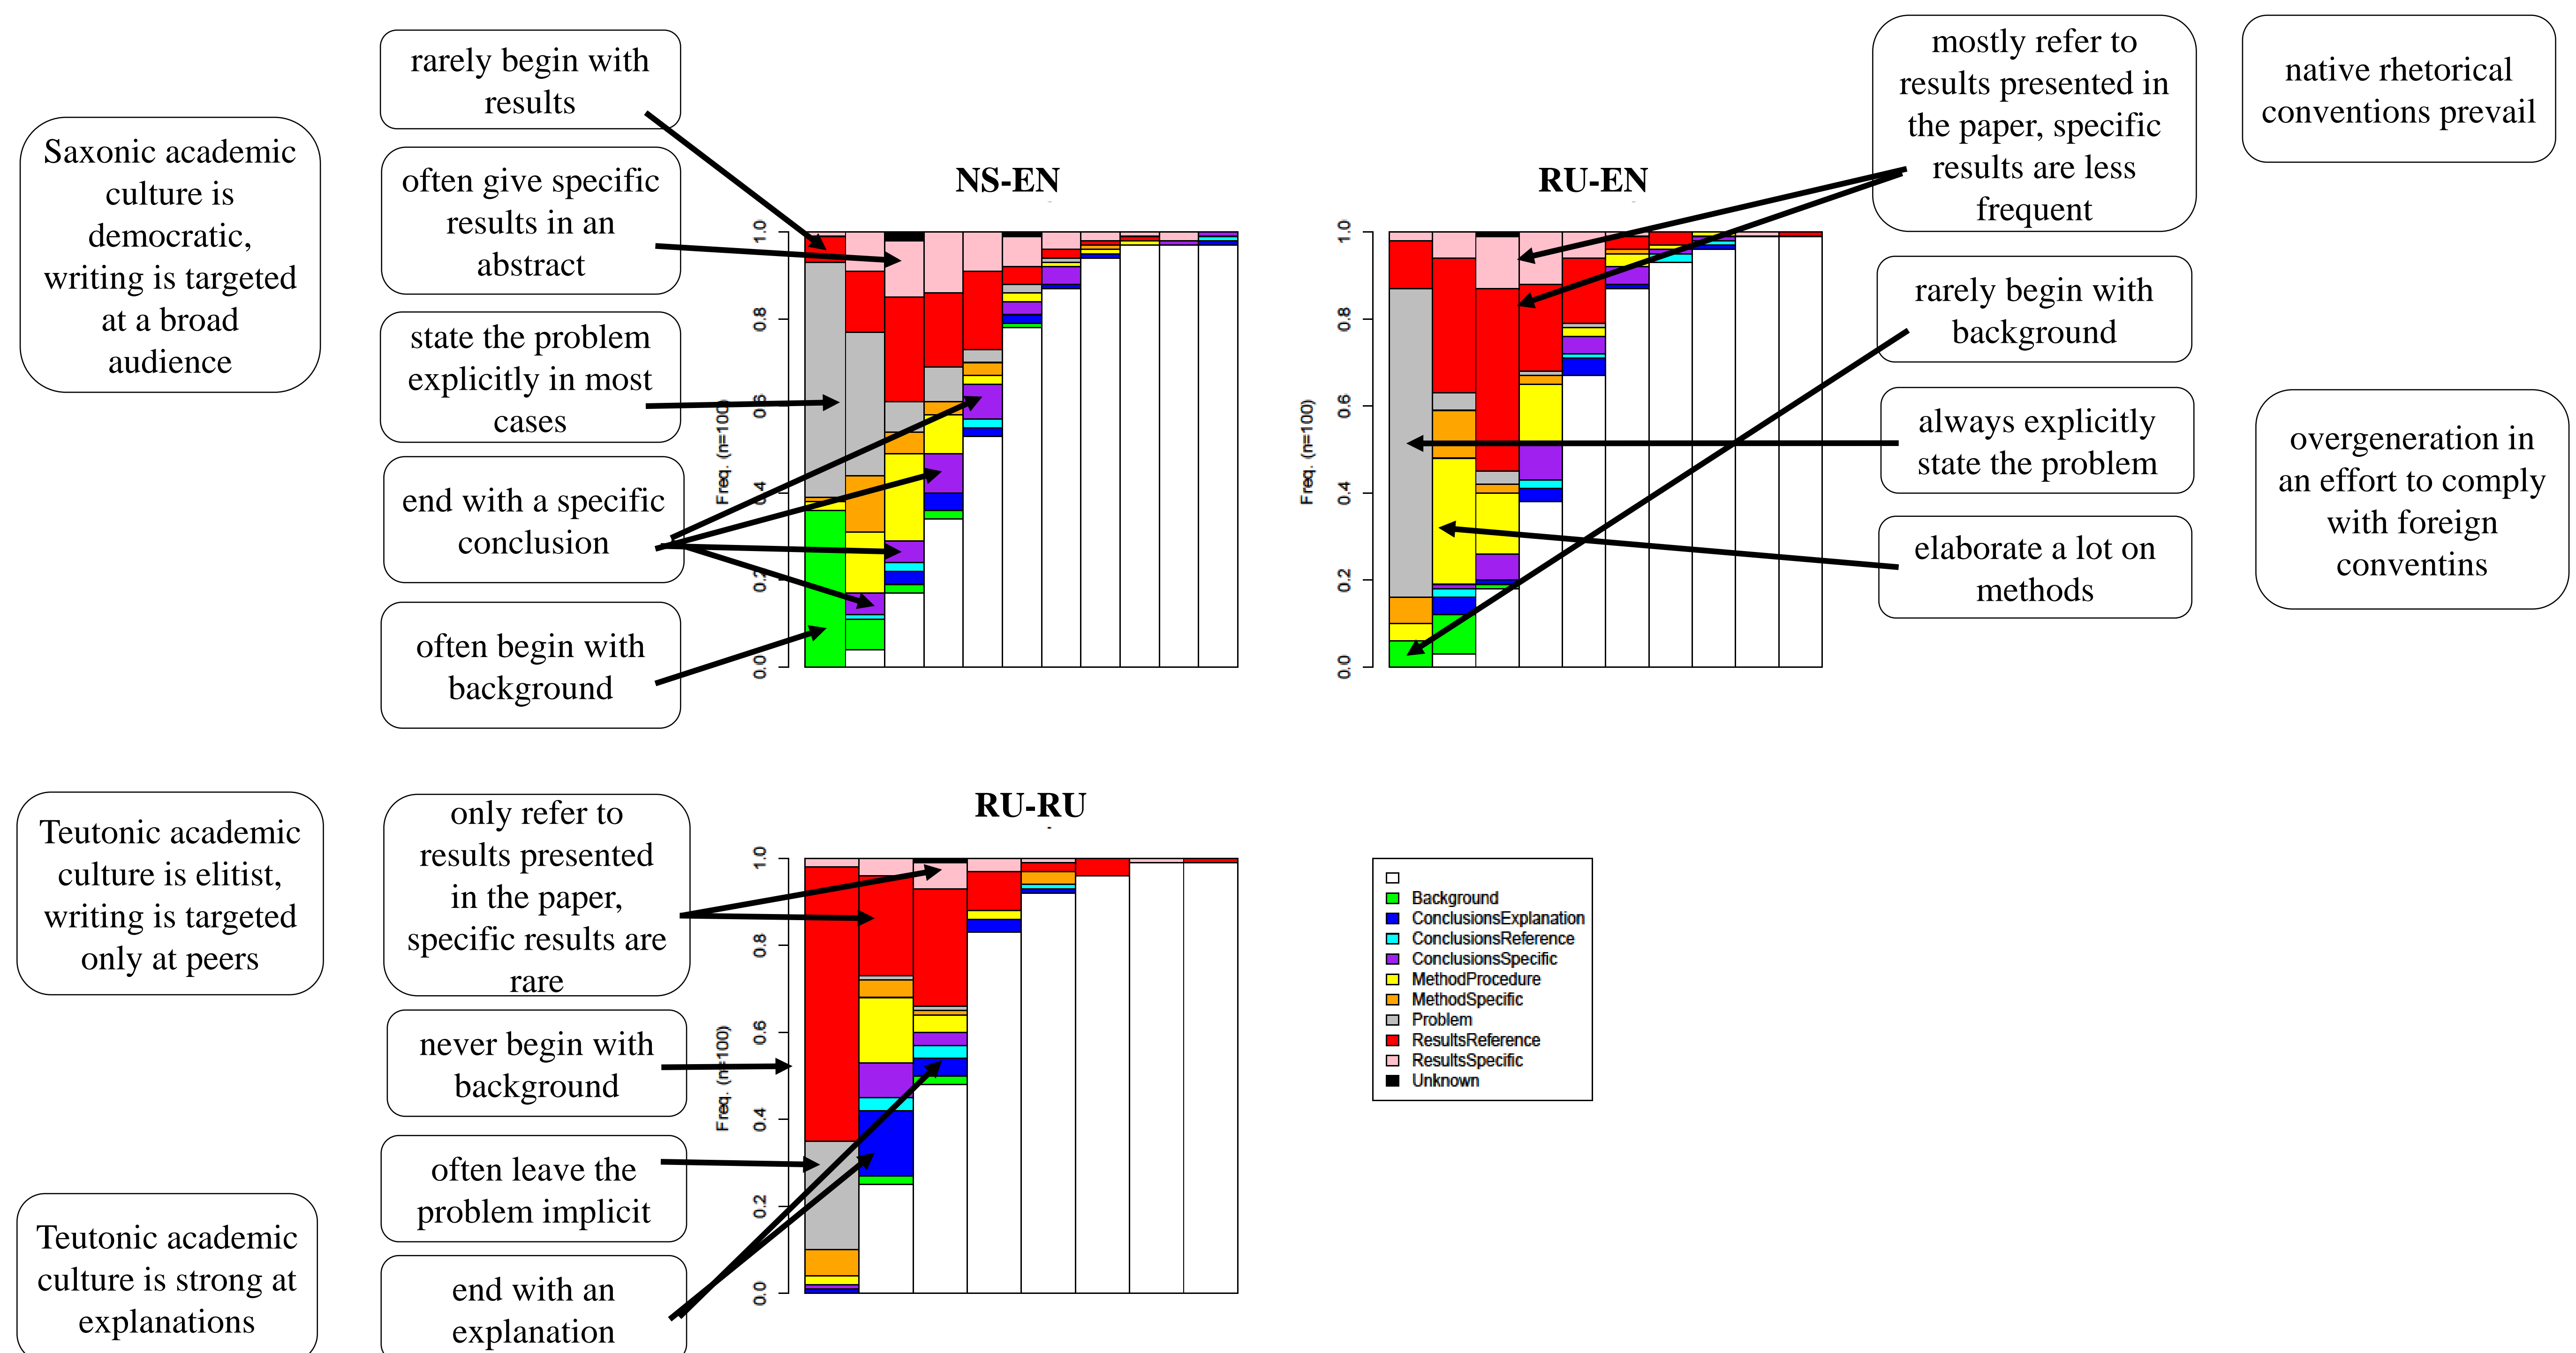 Saxonic academic
culture is
democratic,
writing is targeted
at a broad
audience
rarely begin with
results
often give specific
results in an
abstract
state the problem
explicitly in most
cases
end with a specific
conclusion
often begin with
background
NS-EN
Freq. (n=100)
0.0
0.2
0.4
0.6
0.8
1.0
RU-EN
Freq. (n=100)
0.0
0.2
0.4
0.6
0.8
1.0
mostly refer to
results presented in
the paper, specific
results are less
frequent
rarely begin with
background
always explicitly
state the problem
elaborate a lot on
methods
native rhetorical
conventions prevail
overgeneration in
an effort to comply
with foreign
conventins
Teutonic academic
culture is elitist,
writing is targeted
only at peers
Teutonic academic
culture is strong at
explanations
only refer to
results presented
in the paper,
specific results are
rare
never begin with
background
often leave the
problem implicit
end with an
explanation
RU-RU
Freq. (n=100)
0.0
0.2
0.4
0.6
0.8
1.0
Background
ConclusionsExplanation
ConclusionsReference
ConclusionsSpecific
MethodProcedure
MethodSpecific
Problem
ResultsReference
ResultsSpecific
Unknown